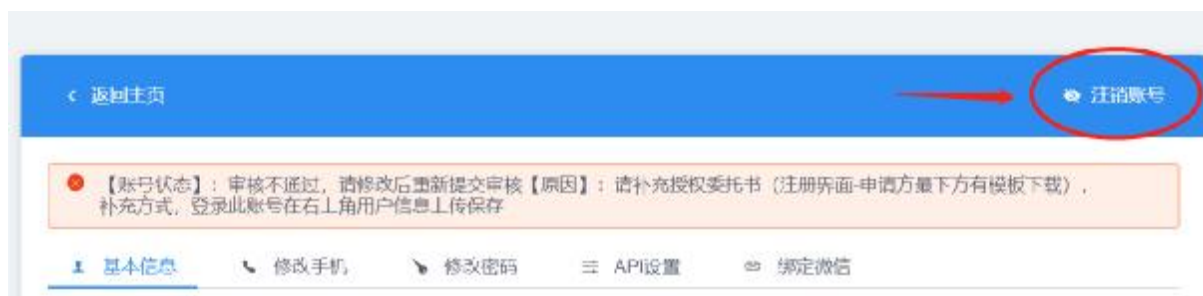 返回主页
注销账号
【账号状态】：审核不通过，请修改后重新提交审核【原因】：请补充授权委托书（注册界面-申请方最下方有模板下载），
补充方式，登录此账号在右上角用户信息上传保存
基本信息 修改手机 修改密码 API设置 绑定微信